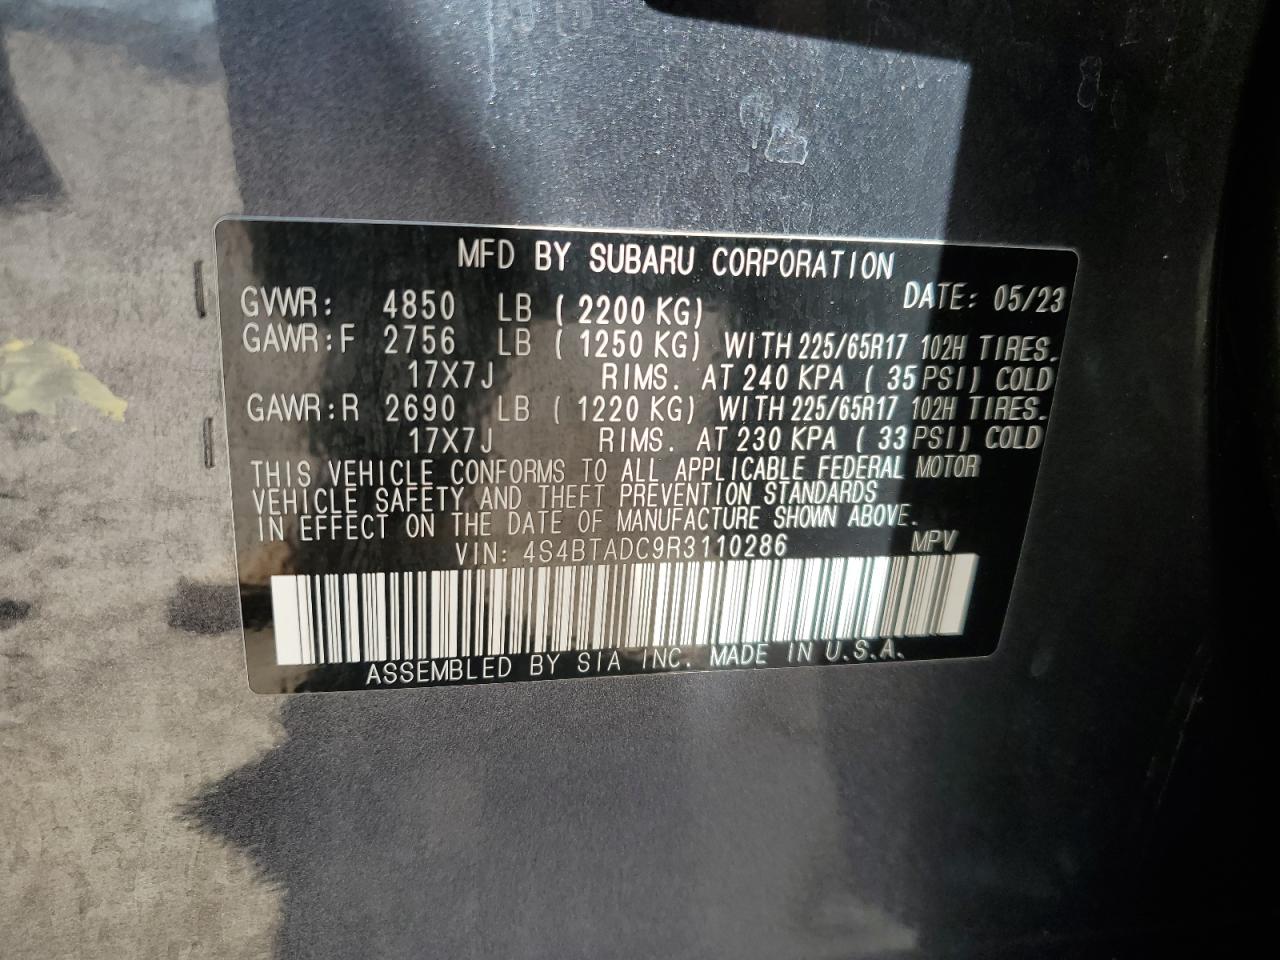 MFD BY SUBARU CORPORATION
GVWR: 4850 LB ( 2200 KG) DATE: 05/23
GAWR:F 2756 LB ( 1250 KG) WITH 225/65R17 102H TIRES.
17X7J RIMS. AT 240 KPA ( 35PSI) COLD
GAWR:R 2690 LB ( 1220 KG) WITH 225/65R17 102H TIRES.
17X7J RIMS. AT 230 KPA ( 33PSI) COLD
THIS VEHICLE CONFORMS TO ALL APPLICABLE FEDERAL MOTOR
VEHICLE SAFETY AND THEFT PREVENTION STANDARDS
IN EFFECT ON THE DATE OF MANUFACTURE SHOWN ABOVE.
VIN: 4S4BTADC9R3110286 MPV
ASSEMBLED BY SIA INC. MADE IN U.S.A.